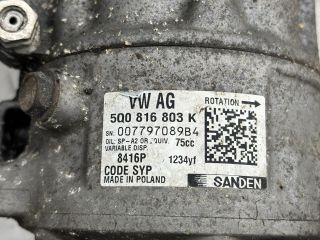 VW AG
ROTATION
5Q0 816 803 K
SN: 007797089B4
OIL: SP-A2 OR EQUIV. 75cc
VARIABLE DISP.
8416P 1234yf
CODE SYP
MADE IN POLAND
SANDEN